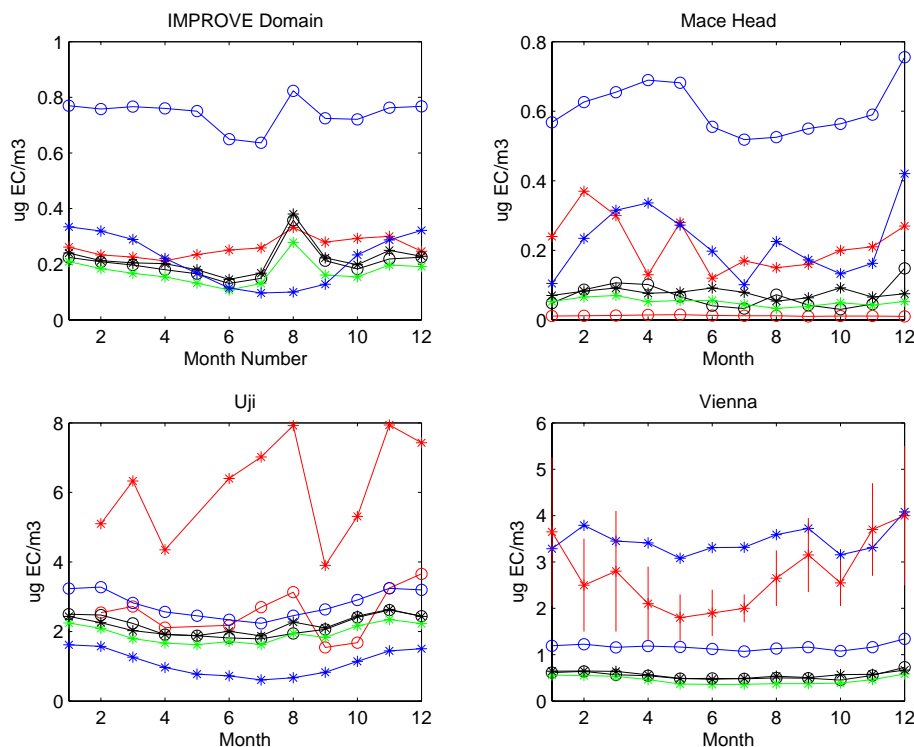 IMPROVE Domain
1
0.8
0.6
0.4
0.2
0
ug EC/m3
2 4 6 8 10 12
Month Number
Mace Head
0.8
0.6
0.4
0.2
0
ug EC/m3
2 4 6 8 10 12
Month
Uji
8
6
4
2
0
ug EC/m3
2 4 6 8 10 12
Month
Vienna
6
5
4
3
2
1
0
ug EC/m3
2 4 6 8 10 12
Month